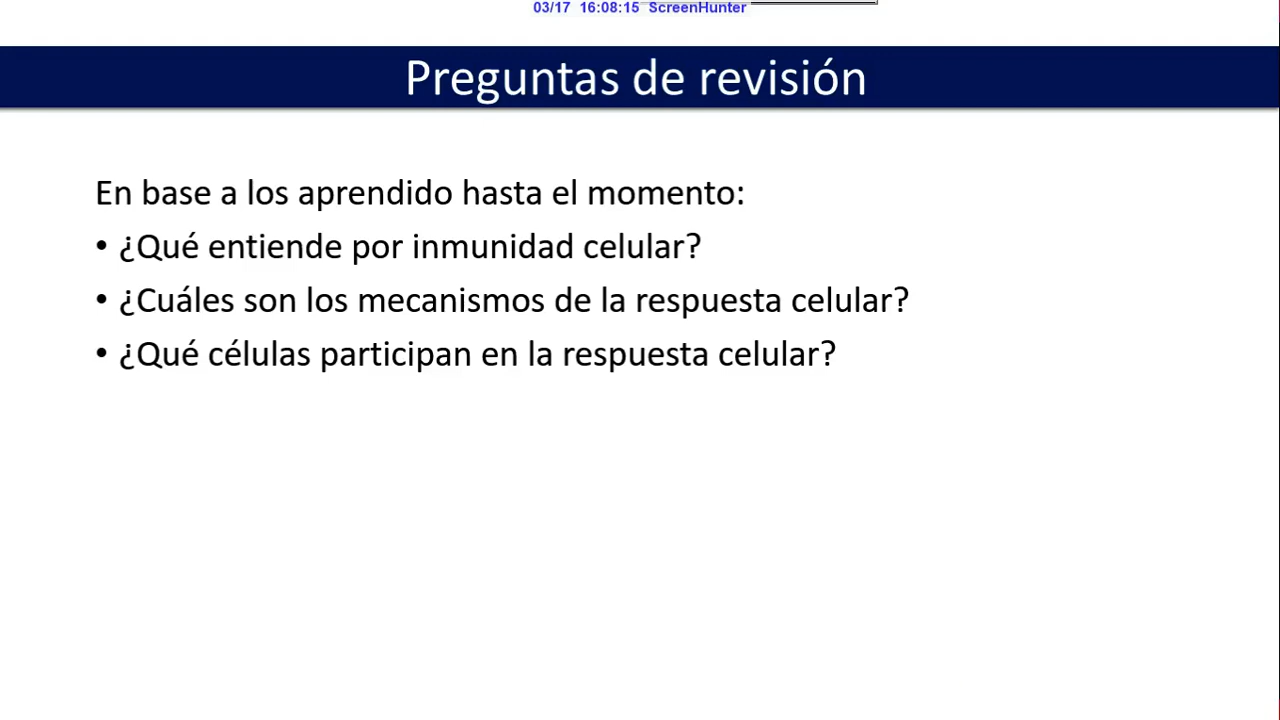 03/17 16:08:15 ScreenHunter
Preguntas de revisión
En base a los aprendido hasta el momento:
• ¿Qué entiende por inmunidad celular?
• ¿Cuáles son los mecanismos de la respuesta celular?
• ¿Qué células participan en la respuesta celular?